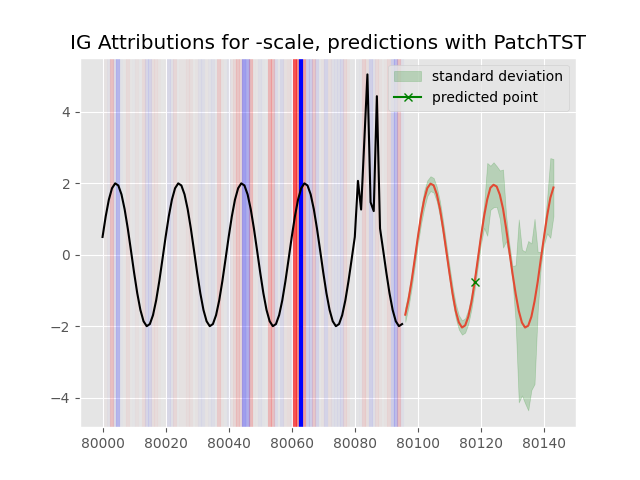 IG Attributions for -scale, predictions with PatchTST
standard deviation
predicted point
4
2
0
−2
−4
80000 80020 80040 80060 80080 80100 80120 80140